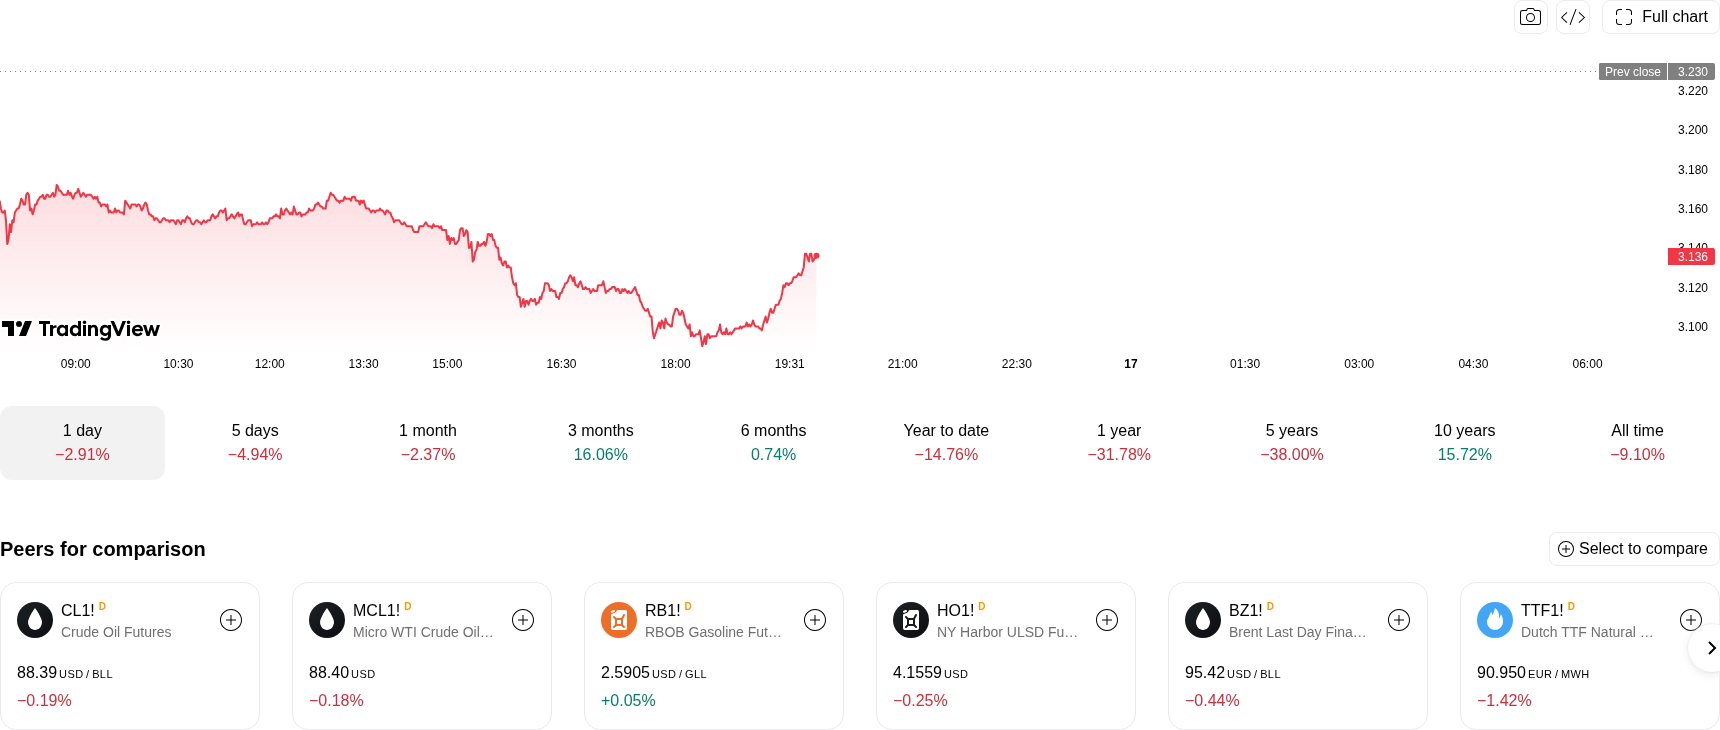 Full chart
Prev close 3.230
3.220
3.200
3.180
3.160
3.140
3.136
3.120
3.100
TradingView
09:00 10:30 12:00 13:30 15:00 16:30 18:00 19:31 21:00 22:30 17 01:30 03:00 04:30 06:00
1 day 5 days 1 month 3 months 6 months Year to date 1 year 5 years 10 years All time
−2.91% −4.94% −2.37% 16.06% 0.74% −14.76% −31.78% −38.00% 15.72% −9.10%
Peers for comparison
Select to compare
CL1! D
Crude Oil Futures
88.39 USD / BLL
−0.19%
MCL1! D
Micro WTI Crude Oil…
88.40 USD
−0.18%
RB1! D
RBOB Gasoline Fut…
2.5905 USD / GLL
+0.05%
HO1! D
NY Harbor ULSD Fu…
4.1559 USD
−0.25%
BZ1! D
Brent Last Day Fina…
95.42 USD / BLL
−0.44%
TTF1! D
Dutch TTF Natural …
90.950 EUR / MWH
−1.42%